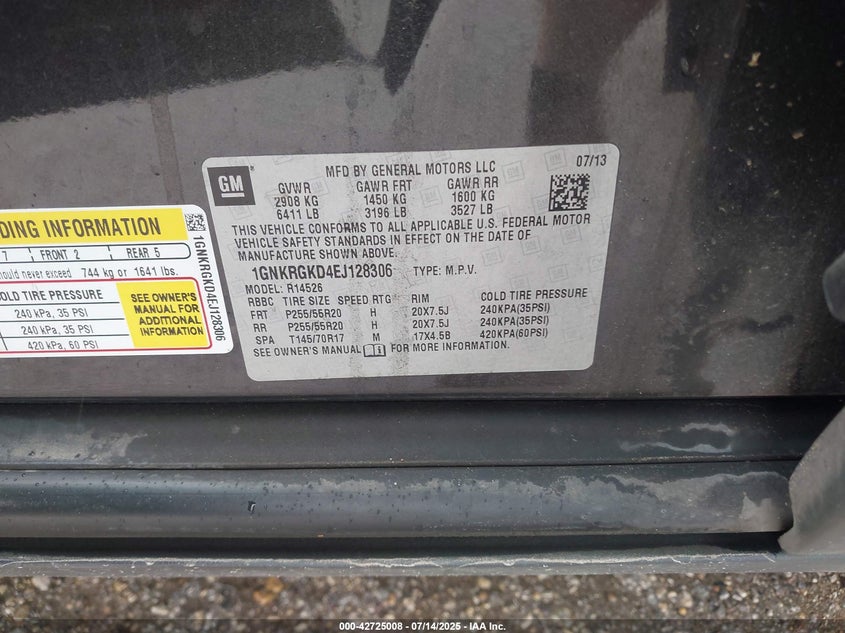 GM
MFD BY GENERAL MOTORS LLC 07/13
GVWR GAWR FRT GAWR RR
2908 KG 1450 KG 1600 KG
6411 LB 3196 LB 3527 LB
THIS VEHICLE CONFORMS TO ALL APPLICABLE U.S. FEDERAL MOTOR
VEHICLE SAFETY STANDARDS IN EFFECT ON THE DATE OF
MANUFACTURE SHOWN ABOVE.
1GNKRGKD4EJ128306 TYPE: M.P.V.
MODEL: R14526
RBBC TIRE SIZE SPEED RTG RIM COLD TIRE PRESSURE
FRT P255/55R20 H 20X7.5J 240KPA(35PSI)
RR P255/55R20 H 20X7.5J 240KPA(35PSI)
SPA T145/70R17 M 17X4.5B 420KPA(60PSI)
SEE OWNER'S MANUAL FOR MORE INFORMATION.
DING INFORMATION
7 FRONT 2 REAR 5
ould never exceed 744 kg or 1641 lbs.
COLD TIRE PRESSURE
240 kPa, 35 PSI
240 kPa, 35 PSI
420 kPa, 60 PSI
SEE OWNER'S
MANUAL FOR
ADDITIONAL
INFORMATION
1GNKRGKD4EJ128306
000-42725008 - 07/14/2025 - IAA Inc.